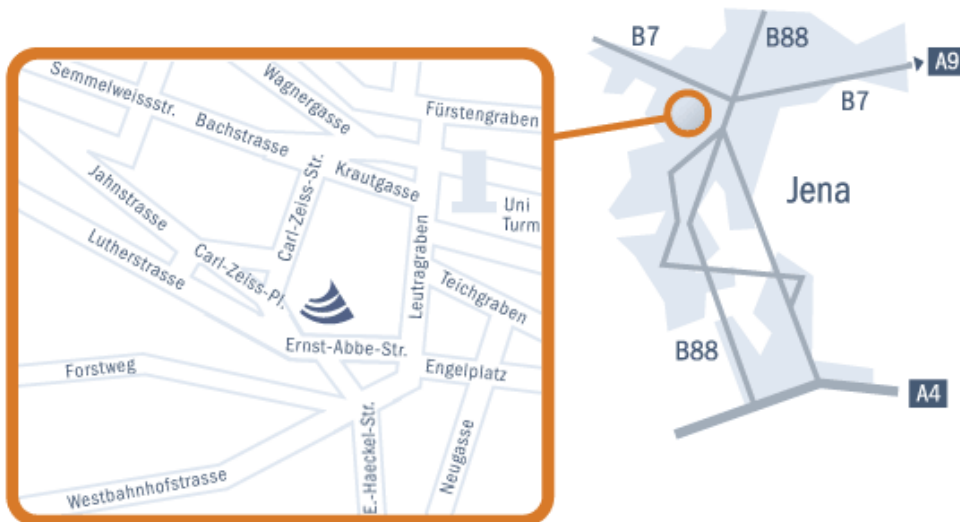 Semmelweissstr.
Wagnergasse
Fürstengraben
Bachstrasse
Krautgasse
Jahnstrasse
Carl-Zeiss-Str.
Uni
Turm
Lutherstrasse
Carl-Zeiss-Pl.
Leutragraben
Teichgraben
Ernst-Abbe-Str.
Forstweg
Engelplatz
E.-Haeckel-Str.
Neugasse
Westbahnhofstrasse
B7
B88
A9
B7
Jena
B88
A4